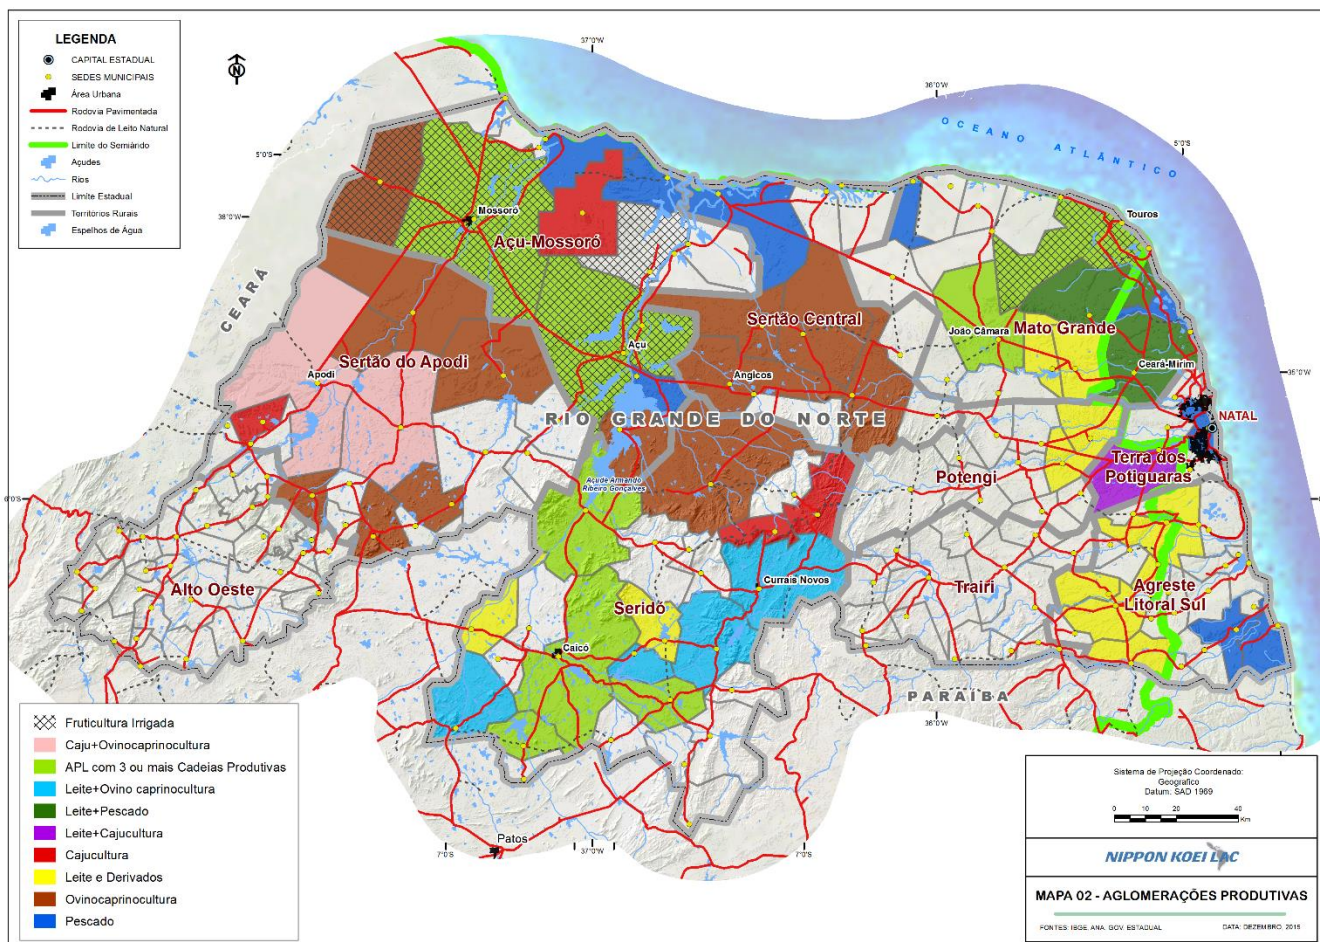 LEGENDA
CAPITAL ESTADUAL
SEDES MUNICIPAIS
Área Urbana
Rodovia Pavimentada
Rodovia de Leito Natural
Limite do Semiárido
Açudes
Rios
Limite Estadual
Territórios Rurais
Espelhos de Água
N
37°0'W
36°0'W
5°0'S
5°0'S
38°0'W
OCEANO ATLÂNTICO
Mossoró
Touros
Açu-Mossoró
CEARÁ
Sertão Central
João Câmara
Mato Grande
Sertão do Apodi
Açu
Apodi
Angicos
Ceará-Mirim
35°0'W
RIO GRANDE DO NORTE
NATAL
Terra dos
Potiguaras
Potengi
Açude Armando
Ribeiro Gonçalves
6°0'S
Alto Oeste
Currais Novos
Trairi
Agreste
Litoral Sul
Seridó
Caicó
PARAÍBA
36°0'W
Patos
7°0'S
37°0'W
7°0'S
Fruticultura Irrigada
Caju+Ovinocaprinocultura
APL com 3 ou mais Cadeias Produtivas
Leite+Ovino caprinocultura
Leite+Pescado
Leite+Cajucultura
Cajucultura
Leite e Derivados
Ovinocaprinocultura
Pescado
Sistema de Projeção Coordenado:
Geografico
Datum: SAD 1969
0 5 10 20 40
Km
NIPPON KOEI LAC
MAPA 02 - AGLOMERAÇÕES PRODUTIVAS
FONTES: IBGE, ANA, GOV. ESTADUAL
DATA: DEZEMBRO, 2015